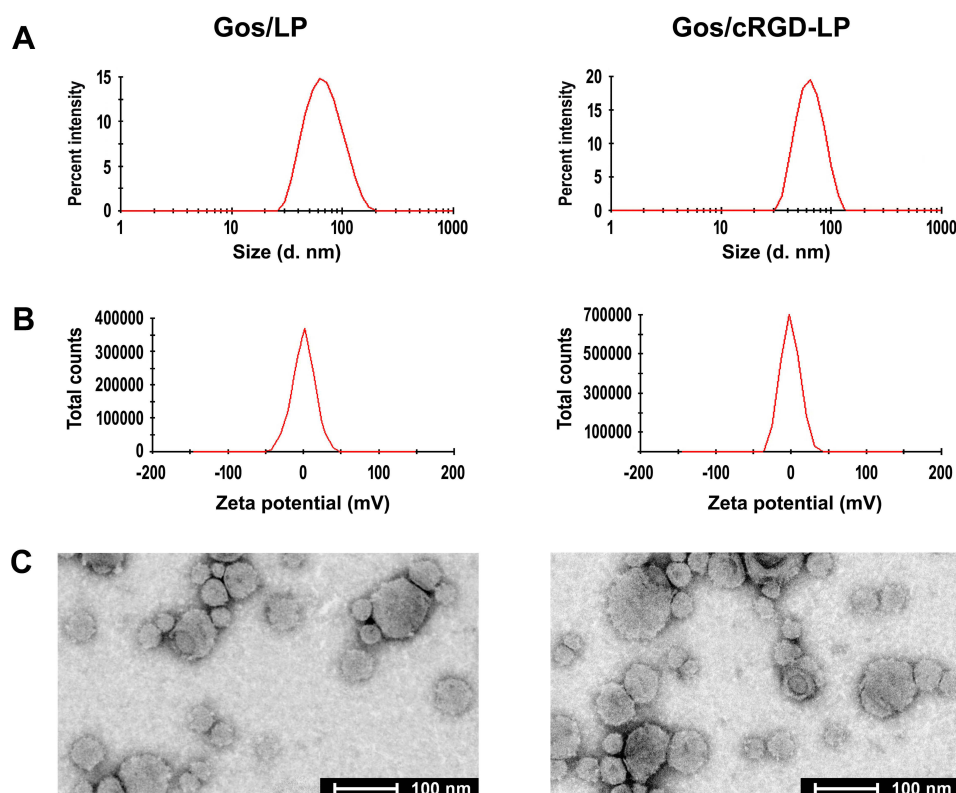 Gos/LP
Gos/cRGD-LP
A
Percent intensity
15
10
5
0
1
10
100
1000
Size (d. nm)
Percent intensity
20
15
10
5
0
1
10
100
1000
Size (d. nm)
B
Total counts
400000
300000
200000
100000
0
-200
-100
0
100
200
Zeta potential (mV)
Total counts
700000
500000
300000
100000
-200
-100
0
100
200
Zeta potential (mV)
C
100 nm
100 nm